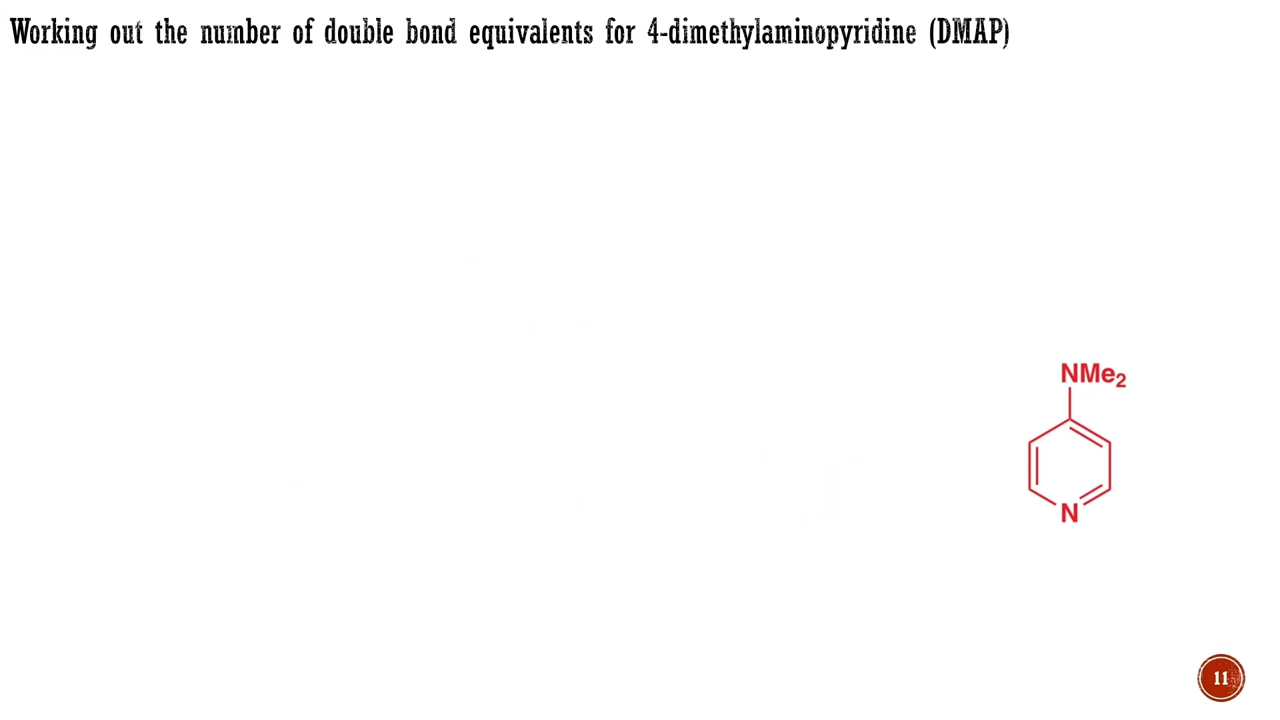 Working out the number of double bond equivalents for 4-dimethylaminopyridine (DMAP)
NMe2
N
11